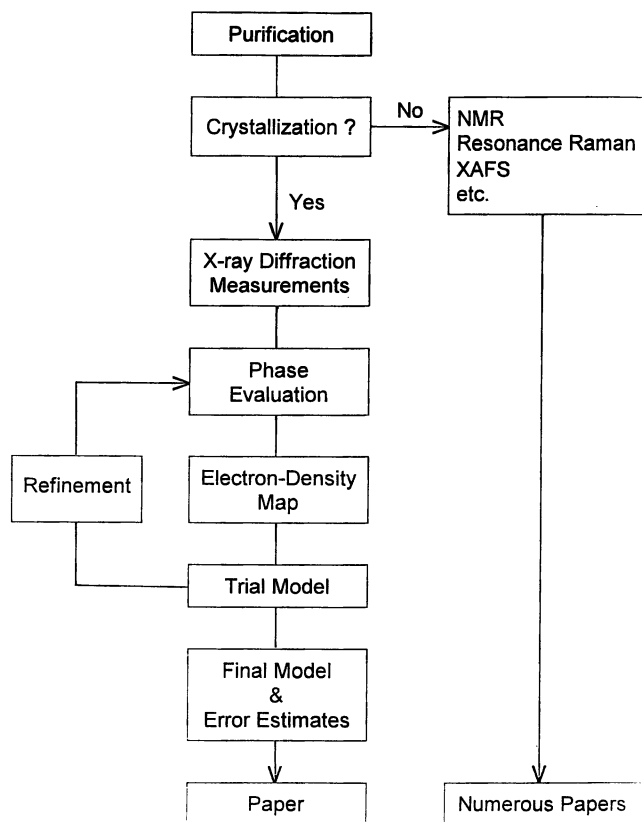 Purification
Crystallization ?
No
NMR
Resonance Raman
XAFS
etc.
Yes
X-ray Diffraction
Measurements
Phase
Evaluation
Refinement
Electron-Density
Map
Trial Model
Final Model
&
Error Estimates
Paper
Numerous Papers